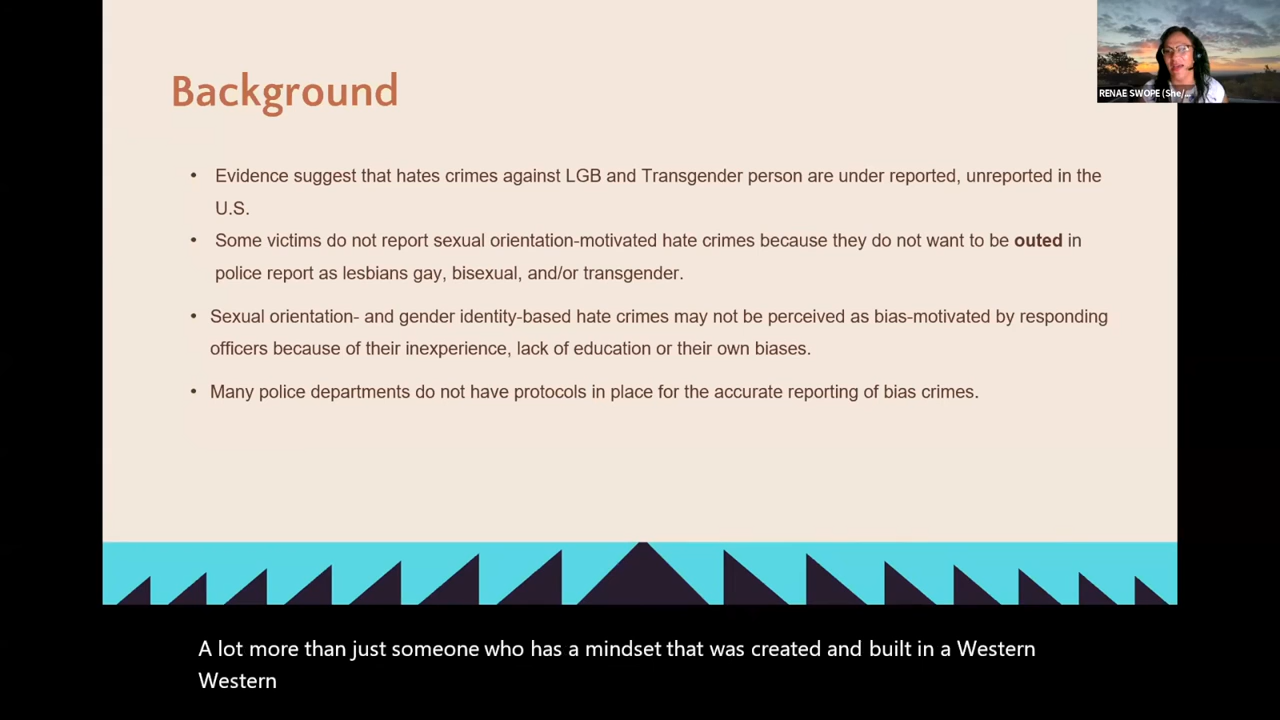 Background
RENAE SWOPE (She/...
• Evidence suggest that hates crimes against LGB and Transgender person are under reported, unreported in the
U.S.
• Some victims do not report sexual orientation-motivated hate crimes because they do not want to be outed in
police report as lesbians gay, bisexual, and/or transgender.
• Sexual orientation- and gender identity-based hate crimes may not be perceived as bias-motivated by responding
officers because of their inexperience, lack of education or their own biases.
• Many police departments do not have protocols in place for the accurate reporting of bias crimes.
A lot more than just someone who has a mindset that was created and built in a Western
Western